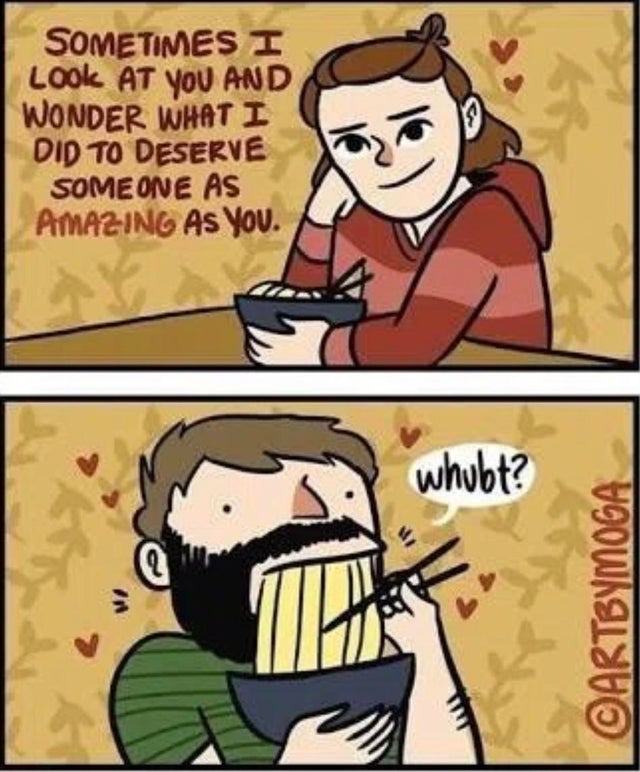 SOMETIMES I
LOOK AT YOU AND
WONDER WHAT I
DID TO DESERVE
SOMEONE AS
AMAZING AS YOU.
whubt?
©ARTBYMOGA